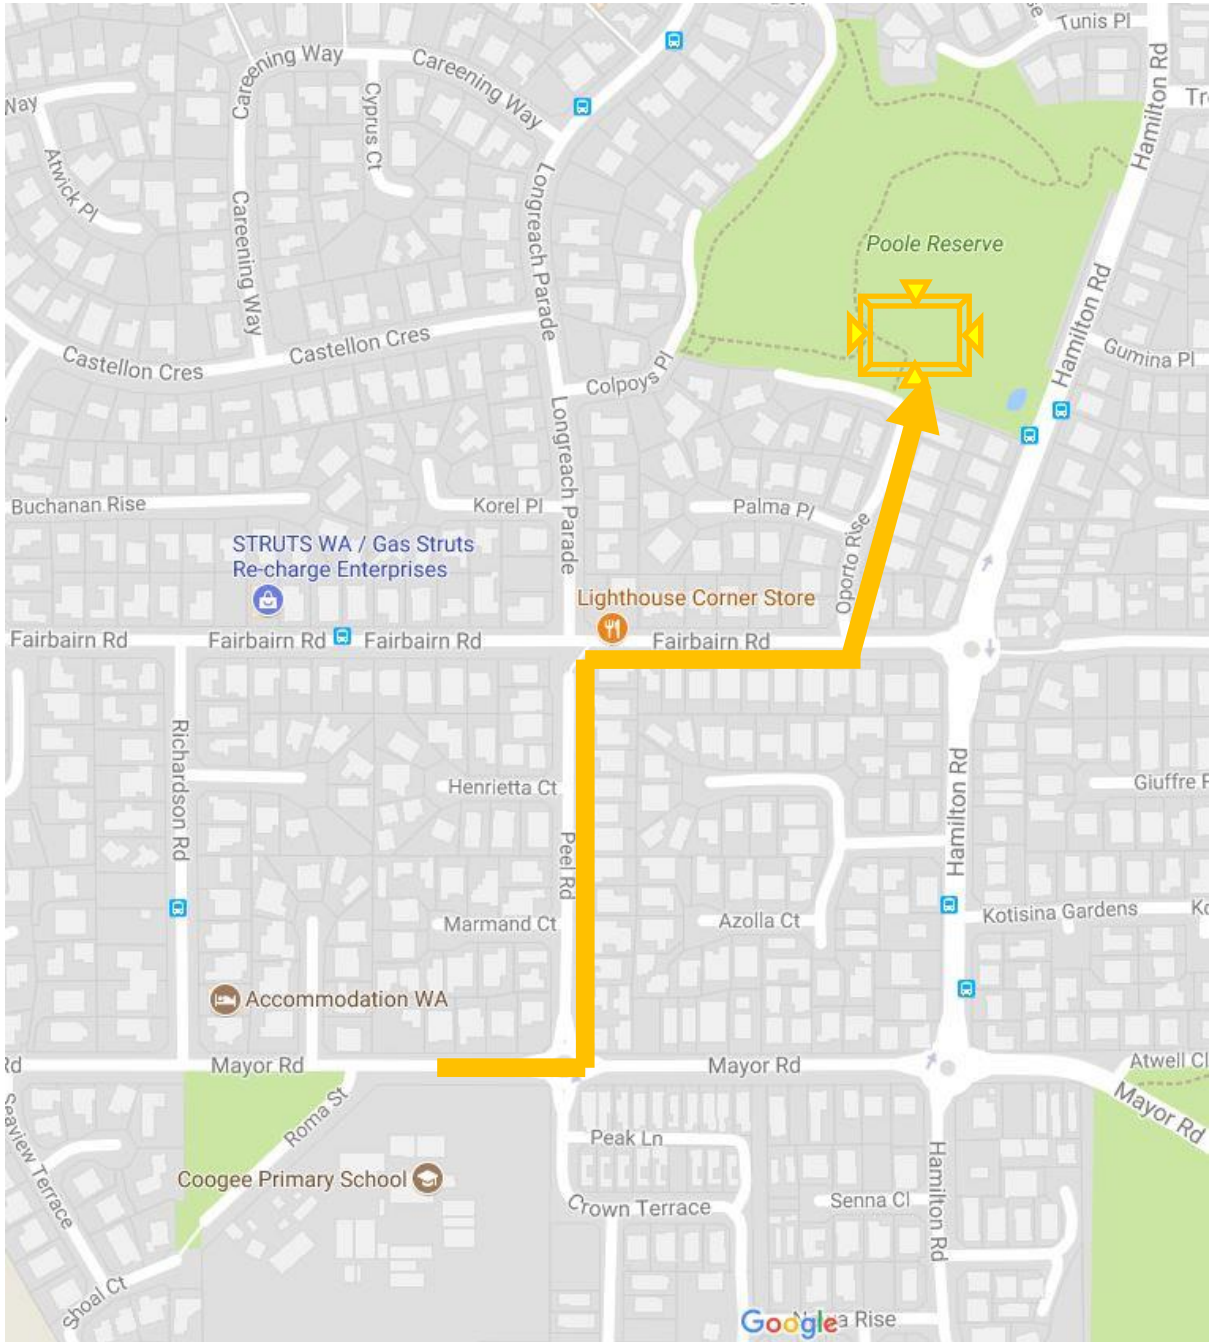 Tunis Pl
Hamilton Rd
Careening Way
Careening Way
Way
Cyprus Ct
Atwick Pl
Careening Way
Longreach Parade
Poole Reserve
Hamilton Rd
Castellon Cres
Castellon Cres
Colpoys Pl
Gumina Pl
Longreach Parade
Buchanan Rise
Korel Pl
Palma Pl
Oporto Rise
STRUTS WA / Gas Struts
Re-charge Enterprises
Lighthouse Corner Store
Fairbairn Rd
Fairbairn Rd
Fairbairn Rd
Fairbairn Rd
Richardson Rd
Henrietta Ct
Peel Rd
Hamilton Rd
Giuffre
Marmand Ct
Azolla Ct
Kotisina Gardens
Accommodation WA
Rd
Mayor Rd
Mayor Rd
Atwell Cl
Mayor Rd
Seaview Terrace
Roma St
Peak Ln
Coogee Primary School
Crown Terrace
Senna Cl
Hamilton Rd
Shoal Ct
Google
Rise